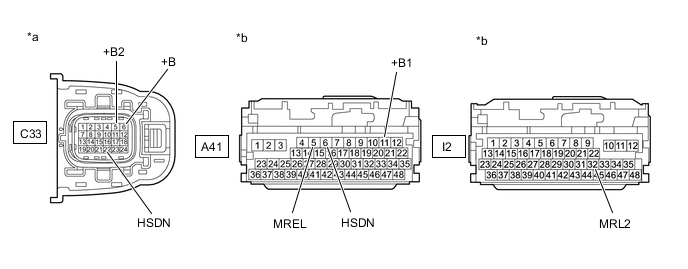 *a
*b
*b
+B2
+B
+B1
C33
1 2 3 4 5 6
7 8 9 10 11 12
13 14 15 16 17 18
19 20 21 22 23 24
HSDN
A41
1 2 3 4 5 6 7 8 9 10 11 12
13 14 15 16 17 18 19 20 21 22
23 24 25 26 27 28 29 30 31 32 33 34 35
36 37 38 39 40 41 42 43 44 45 46 47 48
MREL
HSDN
I2
1 2 3 4 5 6 7 8 9 10 11 12
13 14 15 16 17 18 19 20 21 22
23 24 25 26 27 28 29 30 31 32 33 34 35
36 37 38 39 40 41 42 43 44 45 46 47 48
MRL2